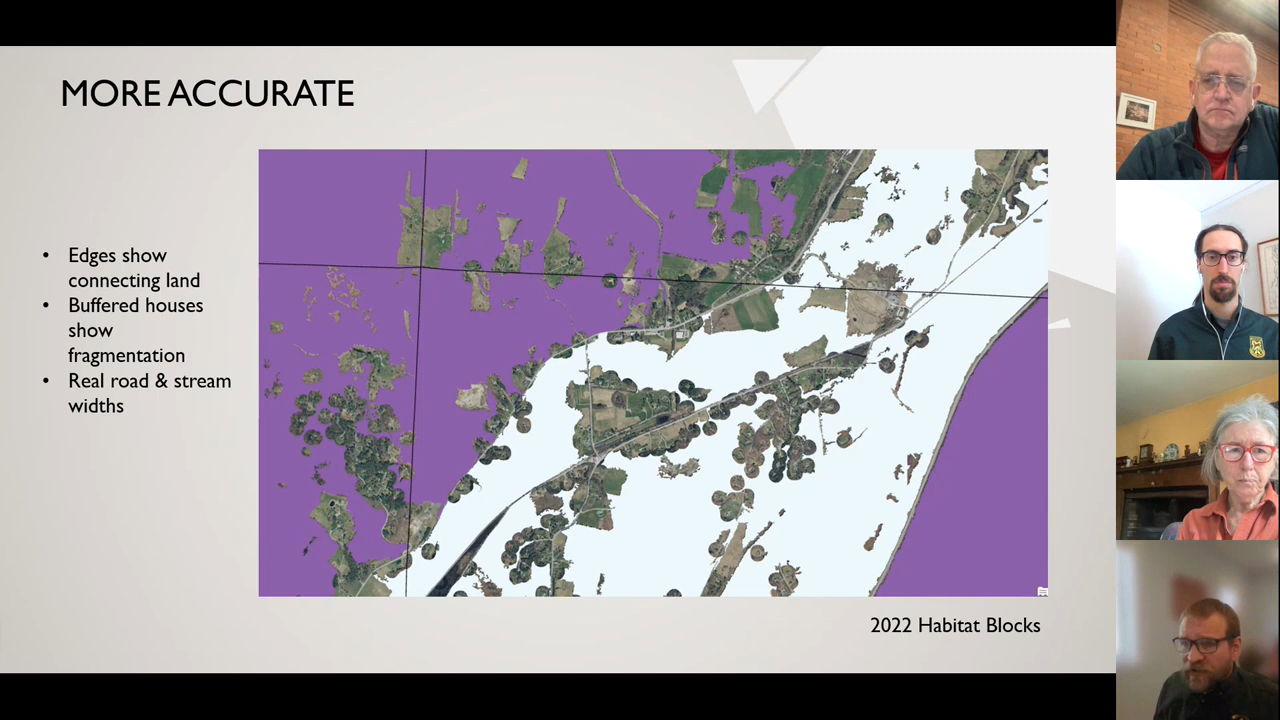 MORE ACCURATE
• Edges show
connecting land
• Buffered houses
show
fragmentation
• Real road & stream
widths
2022 Habitat Blocks